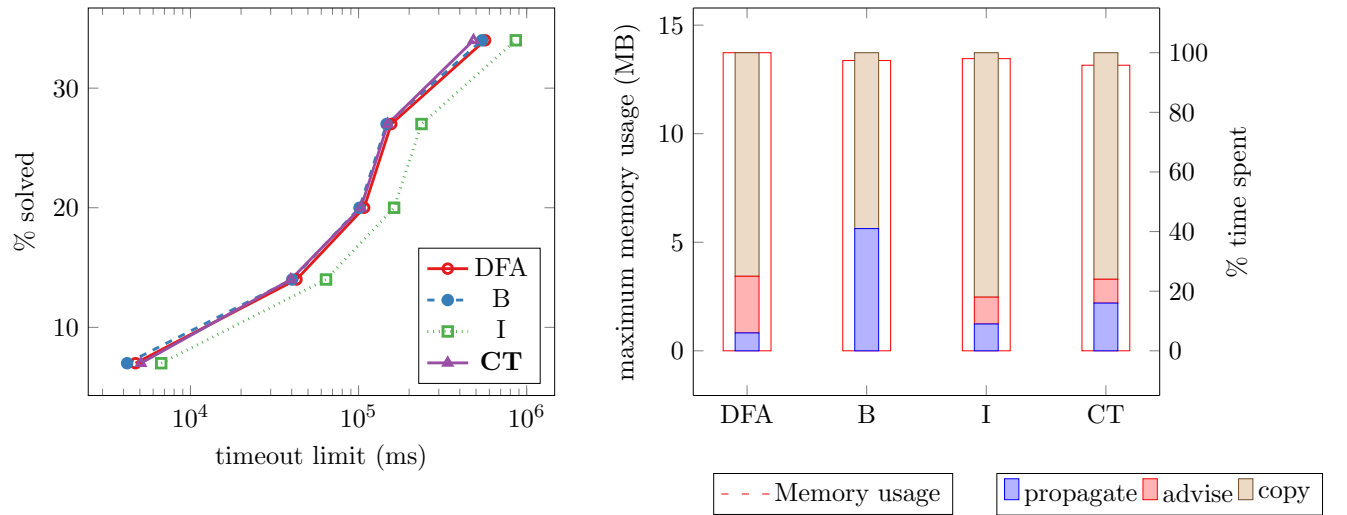 30
20
10
% solved
10^4
10^5
10^6
timeout limit (ms)
DFA
B
I
CT
15
10
5
0
maximum memory usage (MB)
100
80
60
40
20
0
% time spent
DFA
B
I
CT
Memory usage
propagate advise copy